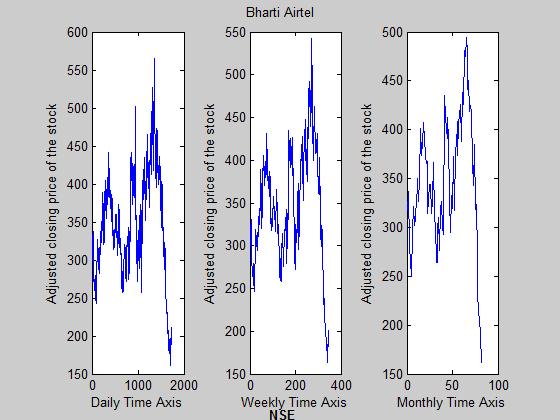 Bharti Airtel
Adjusted closing price of the stock
600
550
500
450
400
350
300
250
200
150
0 1000 2000
Daily Time Axis
Adjusted closing price of the stock
550
500
450
400
350
300
250
200
150
0 200 400
Weekly Time Axis
NSE
Adjusted closing price of the stock
500
450
400
350
300
250
200
150
0 50 100
Monthly Time Axis